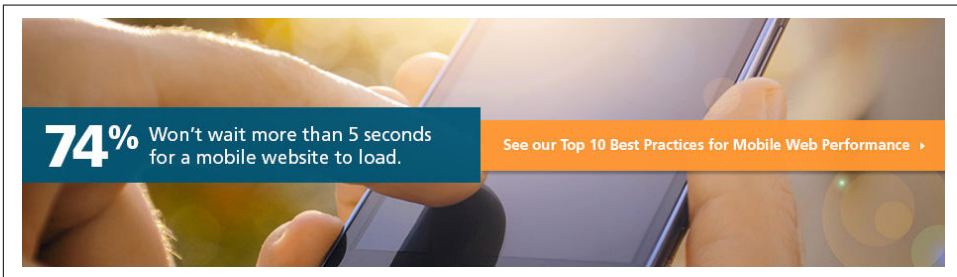 74% Won't wait more than 5 seconds
for a mobile website to load.
See our Top 10 Best Practices for Mobile Web Performance ▸